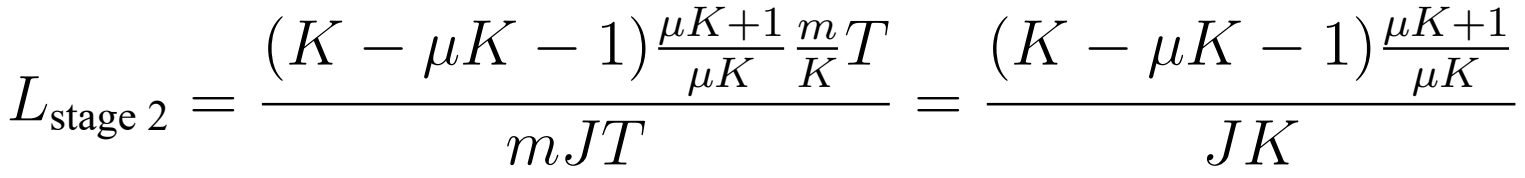 L_{\text{stage 2}} = \frac{(K - \mu K - 1)\frac{\mu K+1}{\mu K}\frac{m}{K}T}{mJT} = \frac{(K - \mu K - 1)\frac{\mu K+1}{\mu K}}{JK}